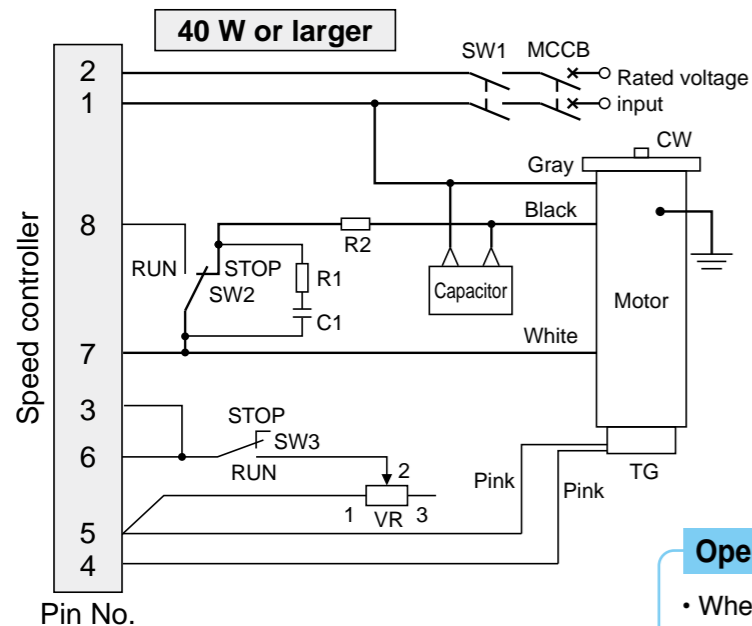 40 W or larger
SW1 MCCB
2
Rated voltage
1
input
CW
Gray
Black
8
R2
RUN
STOP
R1
SW2
Capacitor
Motor
C1
White
7
Speed controller
3
STOP
SW3
6
RUN
2
Pink
Pink
TG
1 VR 3
5
4
Ope
Pin No.
• Whe